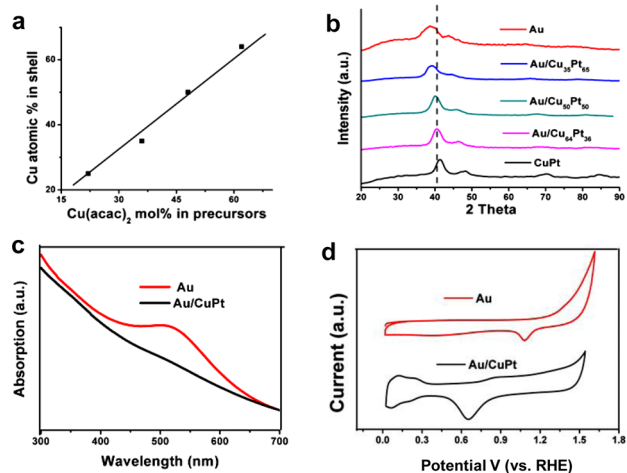 a
Cu atomic % in shell
80
60
40
20
15
30
45
60
Cu(acac)₂ mol% in precursors
b
Intensity (a.u.)
Au
Au/Cu₃₅Pt₆₅
Au/Cu₅₀Pt₅₀
Au/Cu₆₄Pt₃₆
CuPt
20 30 40 50 60 70 80 90
2 Theta
c
Absorption (a.u.)
Au
Au/CuPt
300 400 500 600 700
Wavelength (nm)
d
Current (a.u.)
Au
Au/CuPt
0.0 0.3 0.6 0.9 1.2 1.5 1.8
Potential V (vs. RHE)